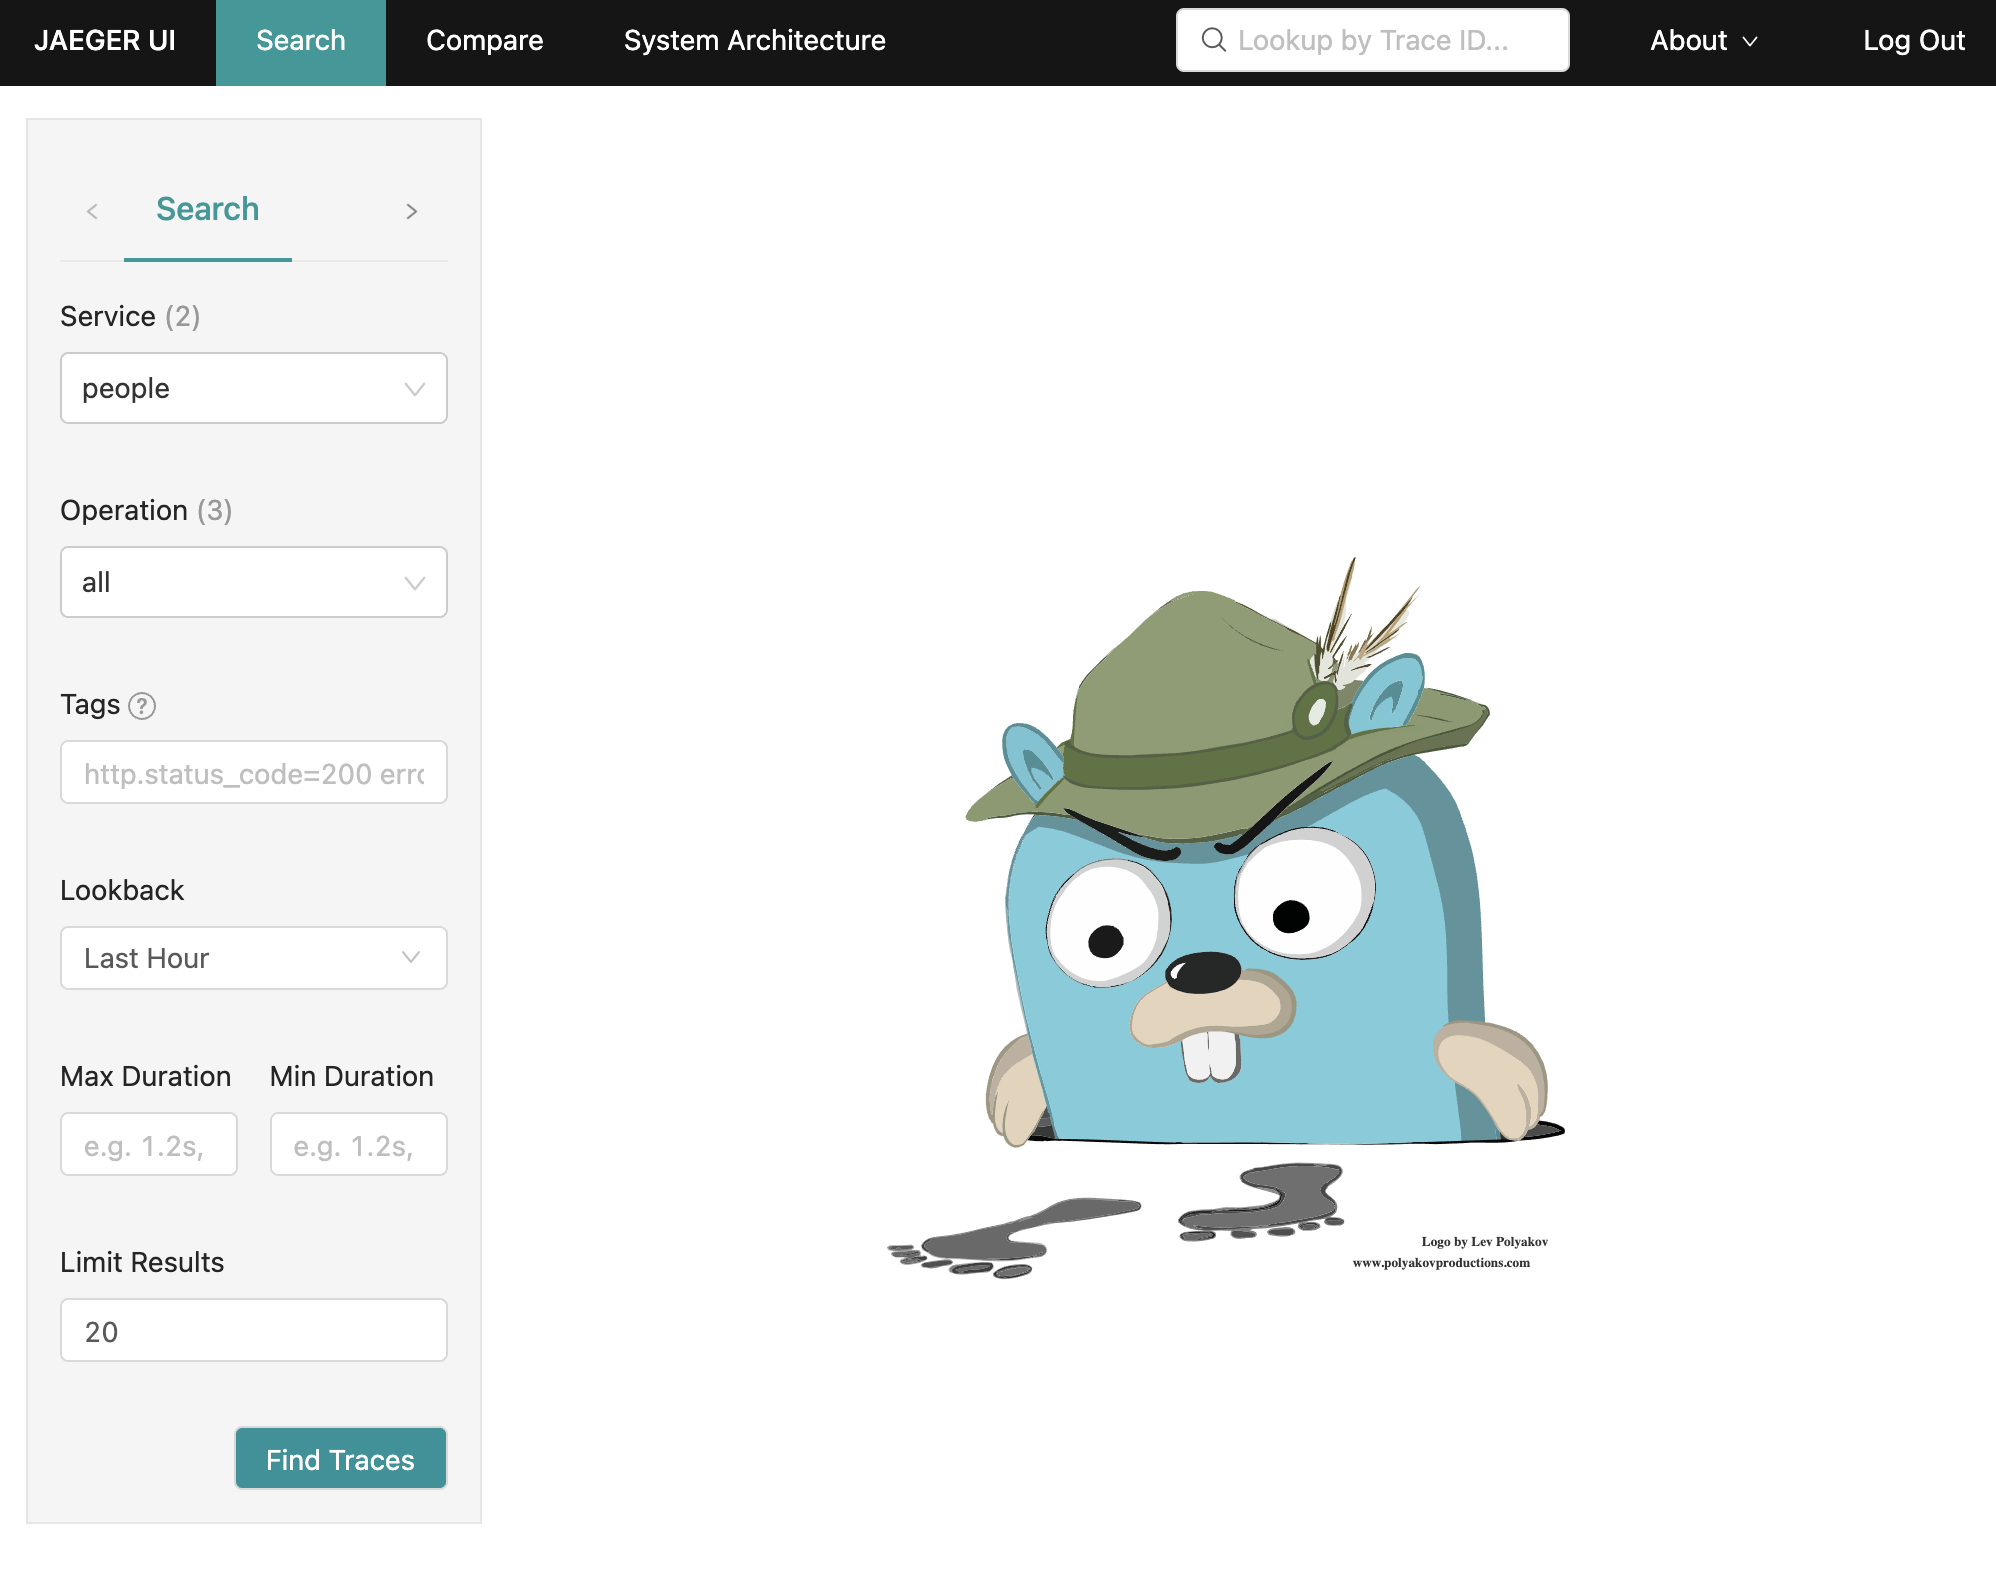 JAEGER UI Search Compare System Architecture Lookup by Trace ID... About Log Out
< Search >
Service (2)
people
Operation (3)
all
Tags ?
http.status_code=200 erro
Lookback
Last Hour
Max Duration Min Duration
e.g. 1.2s, e.g. 1.2s,
Limit Results
20
Find Traces
Logo by Lev Polyakov
www.polyakovproductions.com